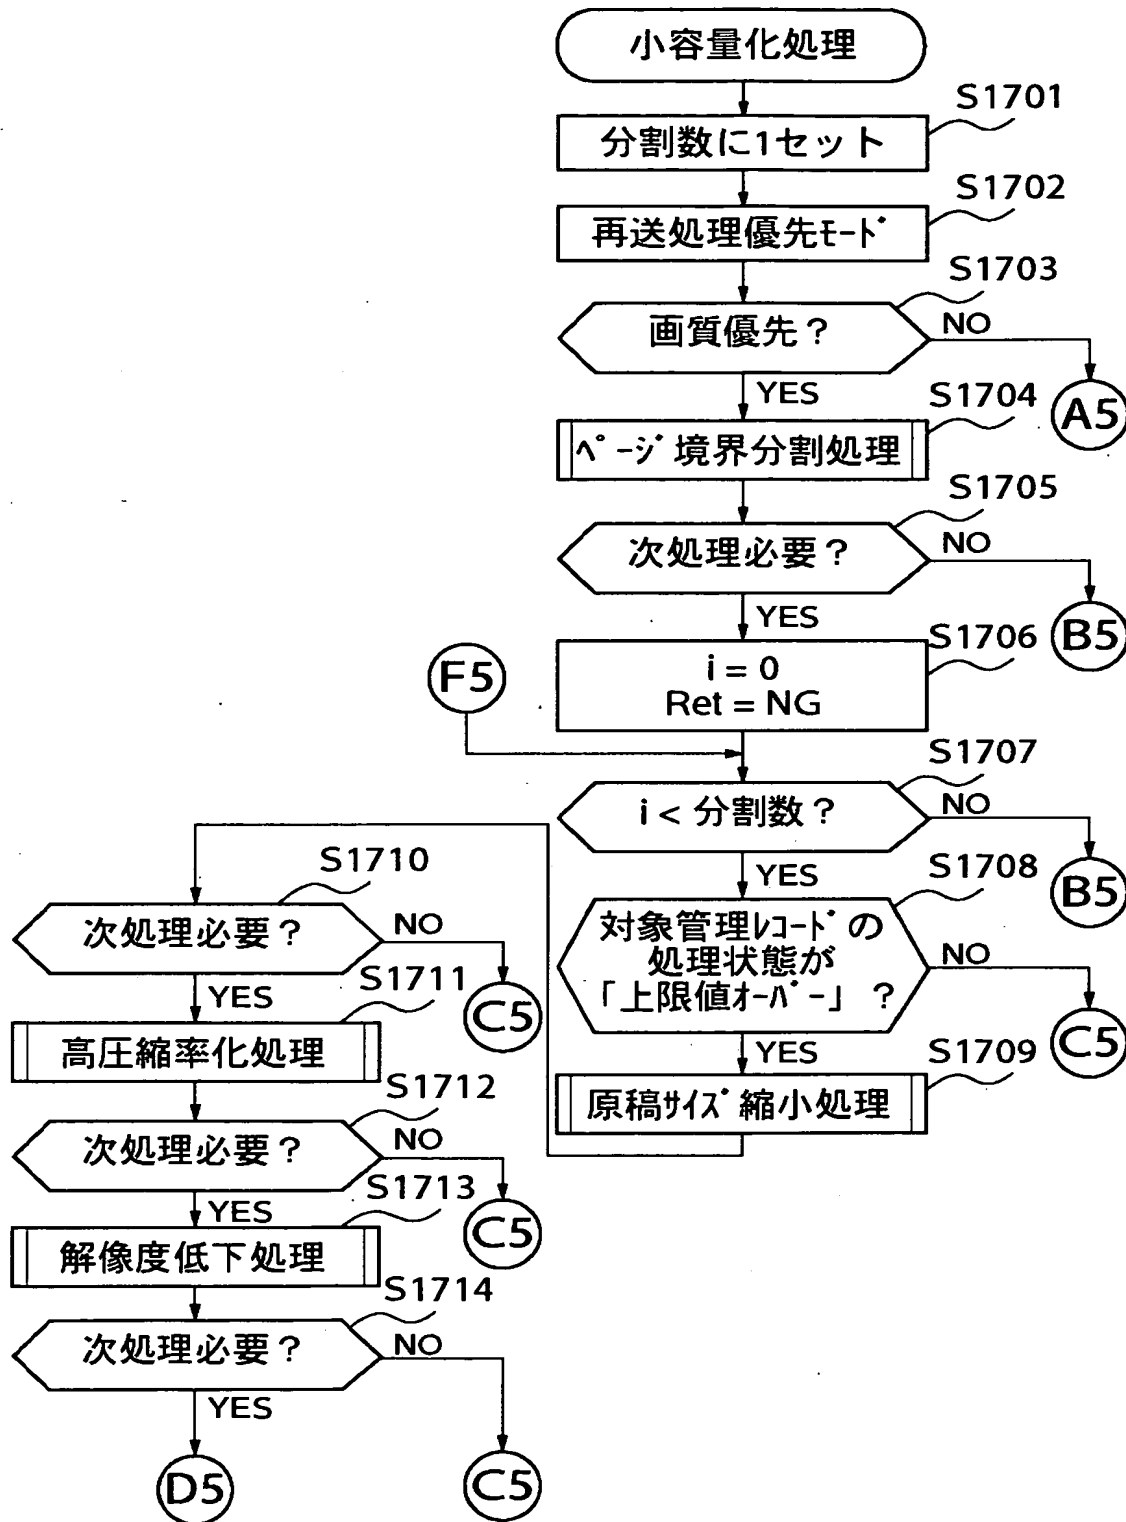 小容量化処理
S1701
分割数に1セット
S1702
再送処理優先ﾓｰﾄﾞ
S1703
画質優先？
NO
A5
YES
S1704
ﾍﾟｰｼﾞ境界分割処理
S1705
次処理必要？
NO
B5
YES
S1706
i = 0
Ret = NG
F5
S1707
i < 分割数？
NO
B5
YES
S1708
対象管理ﾚｺｰﾄﾞの
処理状態が
「上限値ｵｰﾊﾞｰ」？
NO
C5
YES
S1709
原稿ｻｲｽﾞ縮小処理
S1710
次処理必要？
NO
C5
YES
S1711
高圧縮率化処理
S1712
次処理必要？
NO
C5
YES
S1713
解像度低下処理
S1714
次処理必要？
NO
C5
YES
D5